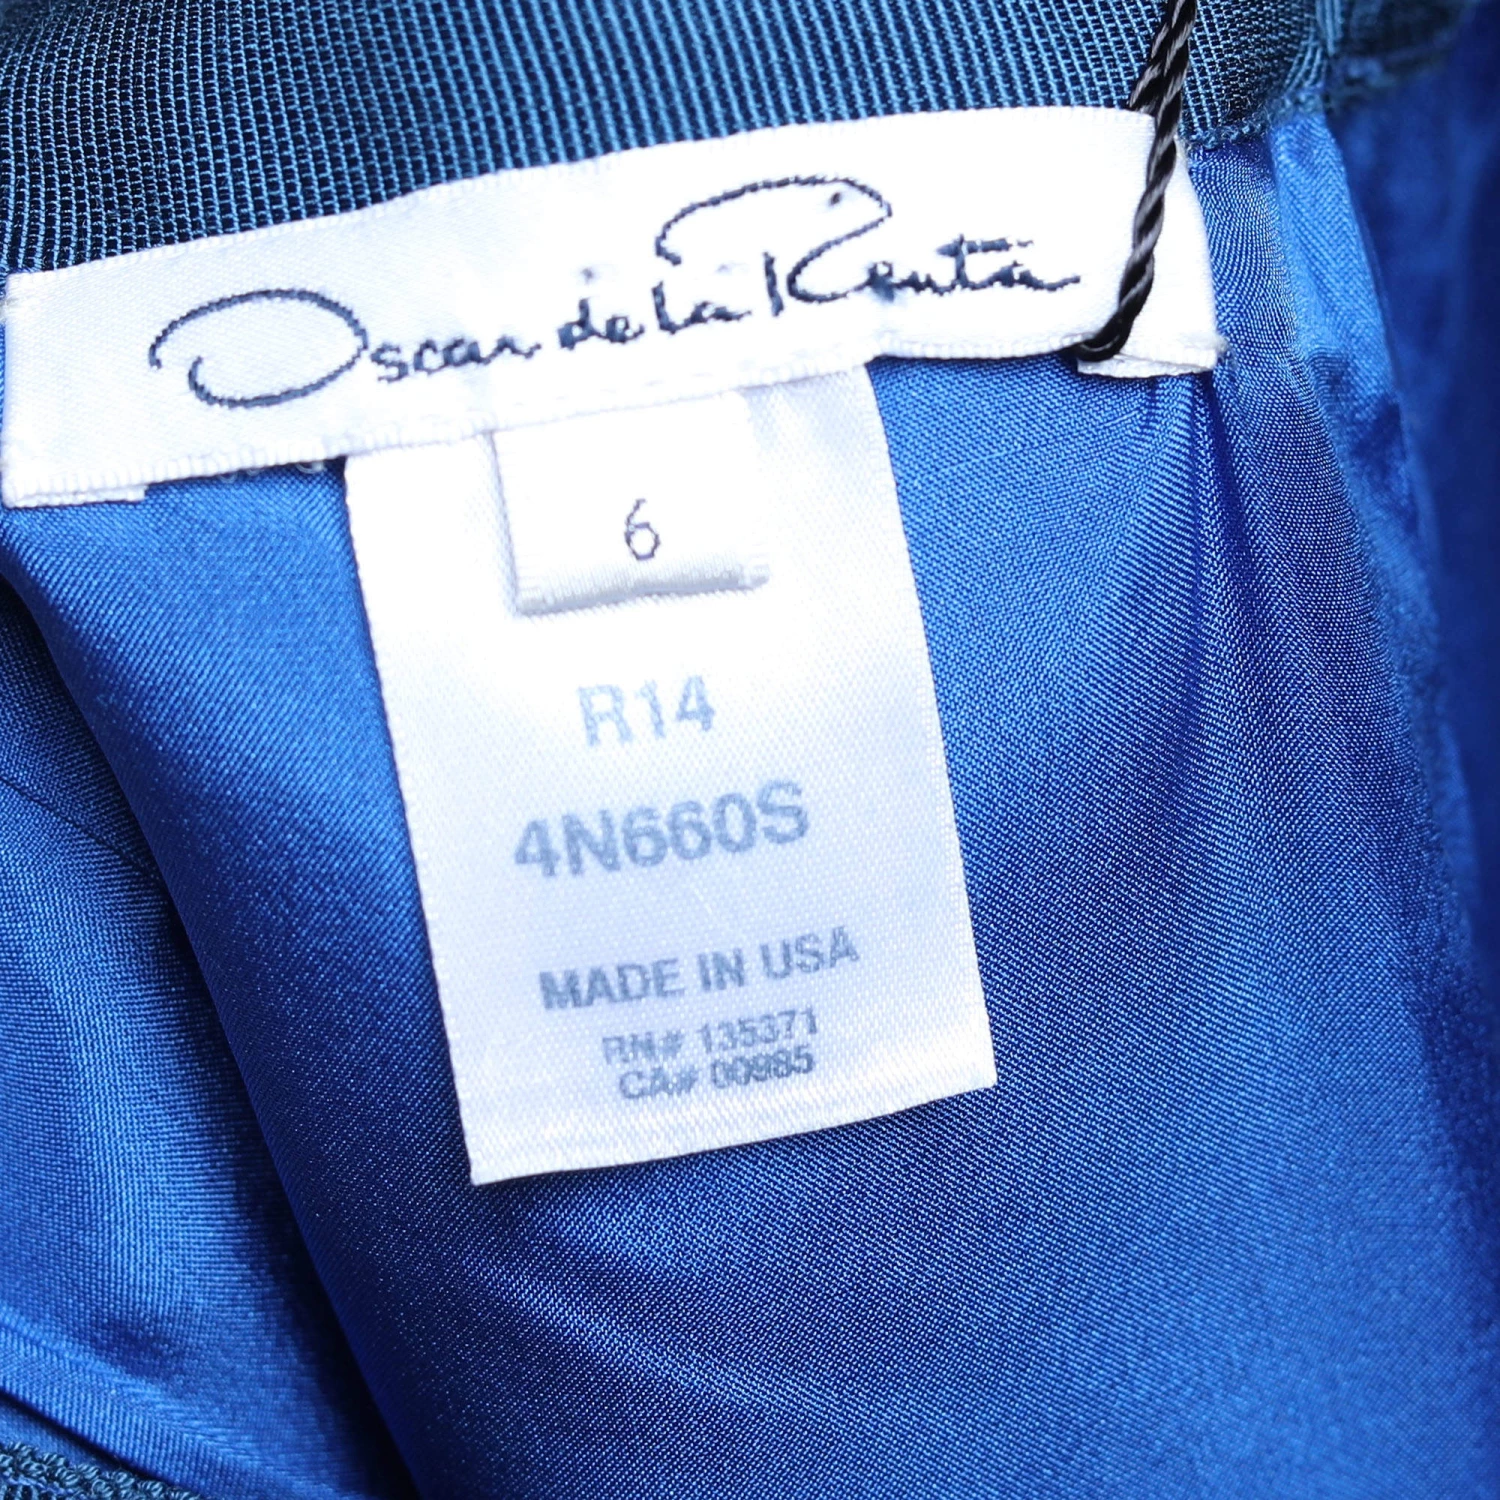 Oscar de la Renta
6
R14
4N660S
MADE IN USA
RN# 135371
CA# 00985